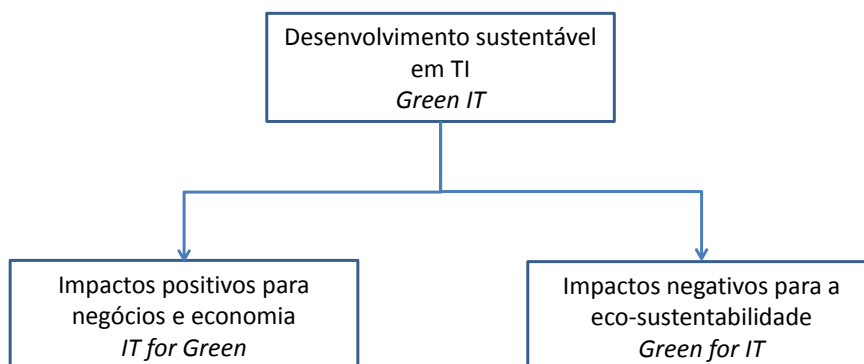 Desenvolvimento sustentável
em TI
Green IT
Impactos positivos para
negócios e economia
IT for Green
Impactos negativos para a
eco-sustentabilidade
Green for IT